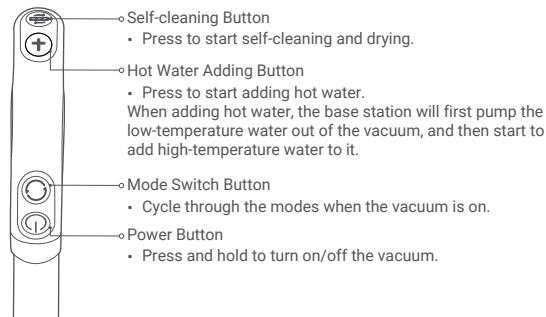 Self-cleaning Button
• Press to start self-cleaning and drying.
Hot Water Adding Button
• Press to start adding hot water.
When adding hot water, the base station will first pump the
low-temperature water out of the vacuum, and then start to
add high-temperature water to it.
Mode Switch Button
• Cycle through the modes when the vacuum is on.
Power Button
• Press and hold to turn on/off the vacuum.